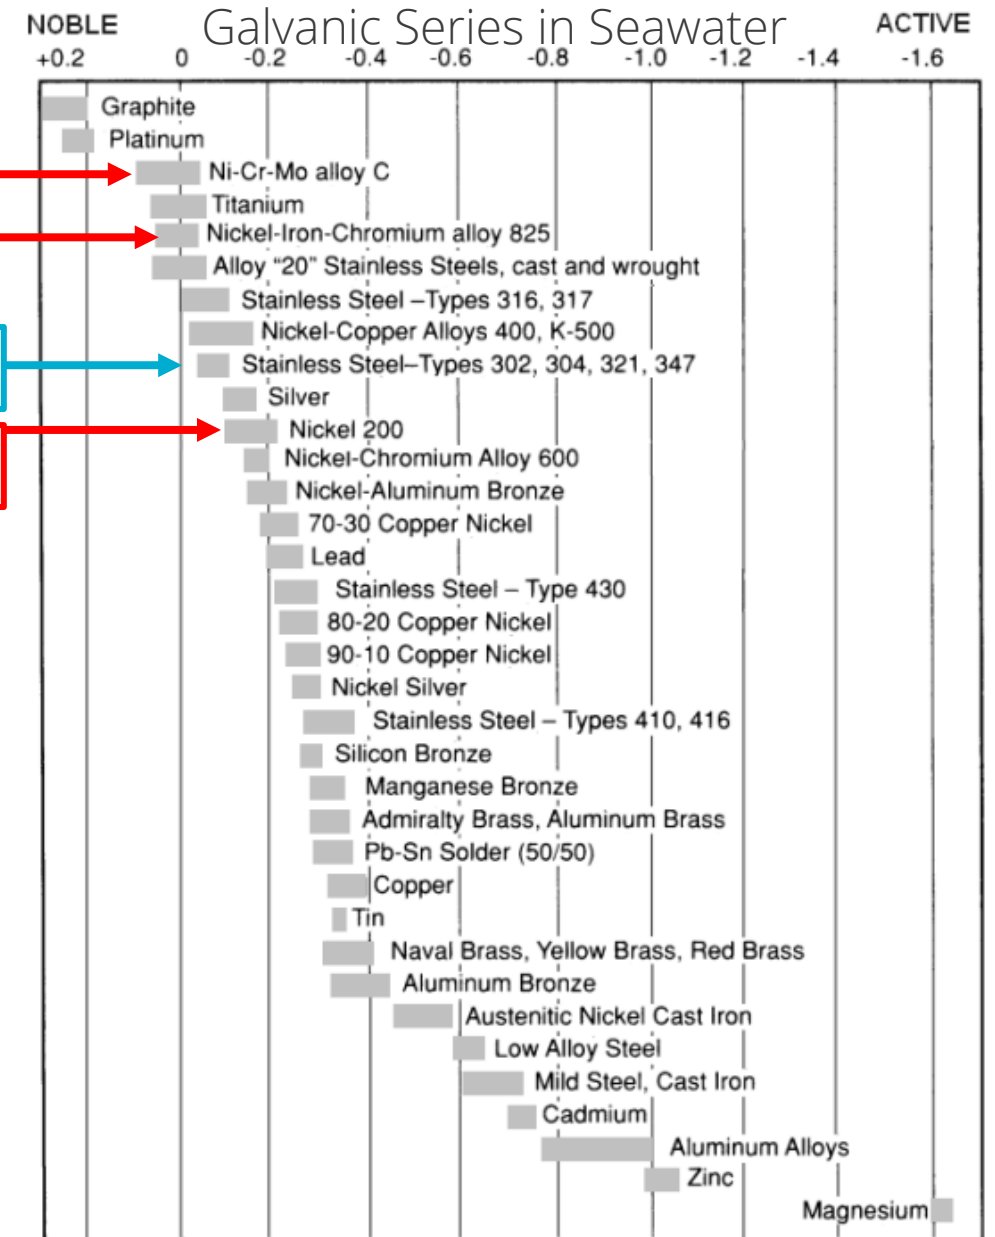 Galvanic Series in Seawater
NOBLE ACTIVE
+0.2 0 -0.2 -0.4 -0.6 -0.8 -1.0 -1.2 -1.4 -1.6
Graphite
Platinum
Ni-Cr-Mo alloy C
Titanium
Nickel-Iron-Chromium alloy 825
Alloy “20” Stainless Steels, cast and wrought
Stainless Steel –Types 316, 317
Nickel-Copper Alloys 400, K-500
Stainless Steel–Types 302, 304, 321, 347
Silver
Nickel 200
Nickel-Chromium Alloy 600
Nickel-Aluminum Bronze
70-30 Copper Nickel
Lead
Stainless Steel – Type 430
80-20 Copper Nickel
90-10 Copper Nickel
Nickel Silver
Stainless Steel – Types 410, 416
Silicon Bronze
Manganese Bronze
Admiralty Brass, Aluminum Brass
Pb-Sn Solder (50/50)
Copper
Tin
Naval Brass, Yellow Brass, Red Brass
Aluminum Bronze
Austenitic Nickel Cast Iron
Low Alloy Steel
Mild Steel, Cast Iron
Cadmium
Aluminum Alloys
Zinc
Magnesium